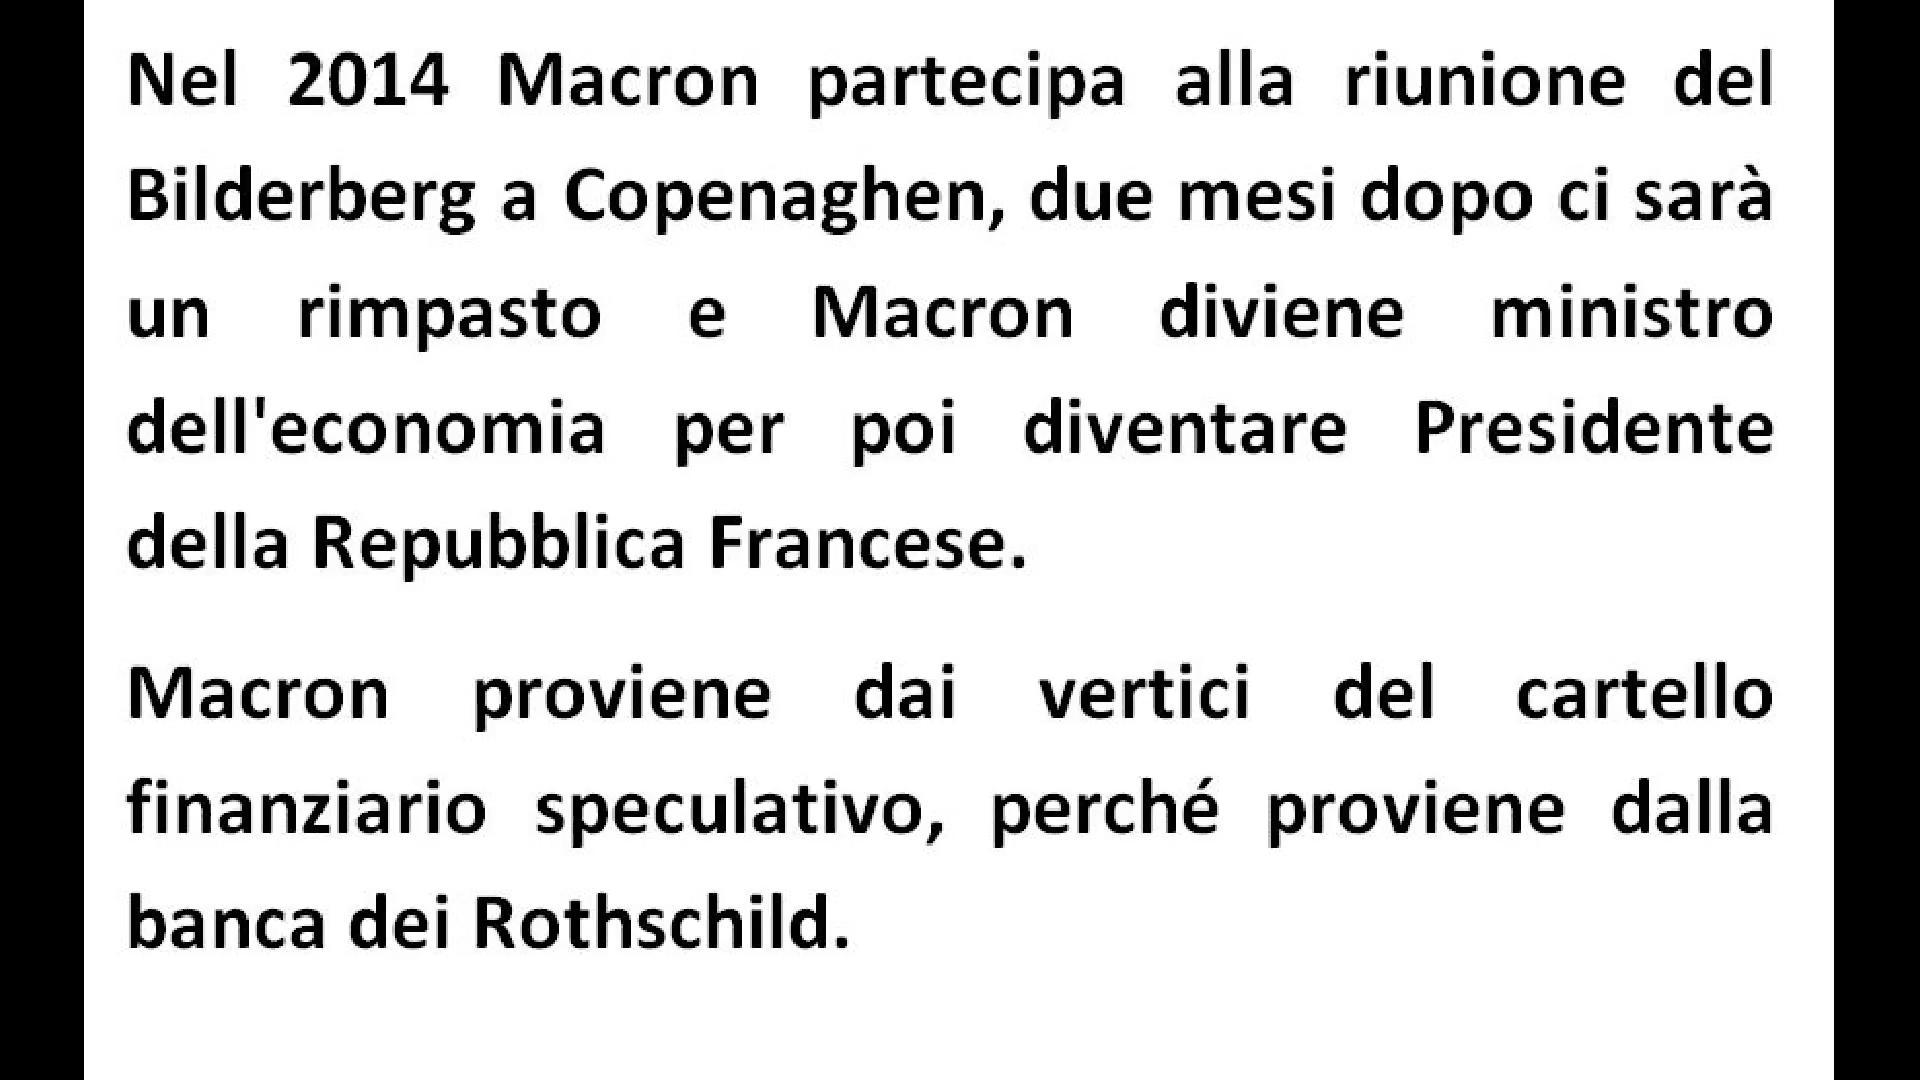 Nel 2014 Macron partecipa alla riunione del
Bilderberg a Copenaghen, due mesi dopo ci sarà
un rimpasto e Macron diviene ministro
dell'economia per poi diventare Presidente
della Repubblica Francese.
Macron proviene dai vertici del cartello
finanziario speculativo, perché proviene dalla
banca dei Rothschild.